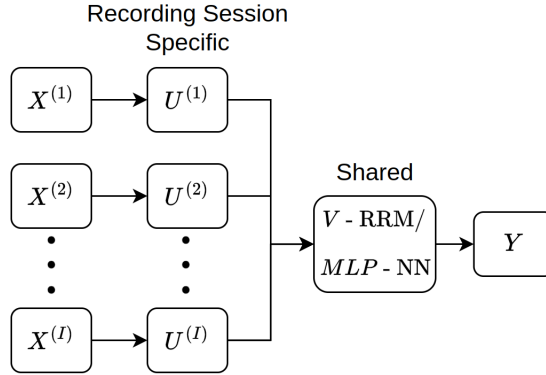 Recording Session
Specific
X^{(1)} U^{(1)}
X^{(2)} U^{(2)}
Shared
V - RRM/
MLP - NN
Y
X^{(I)} U^{(I)}